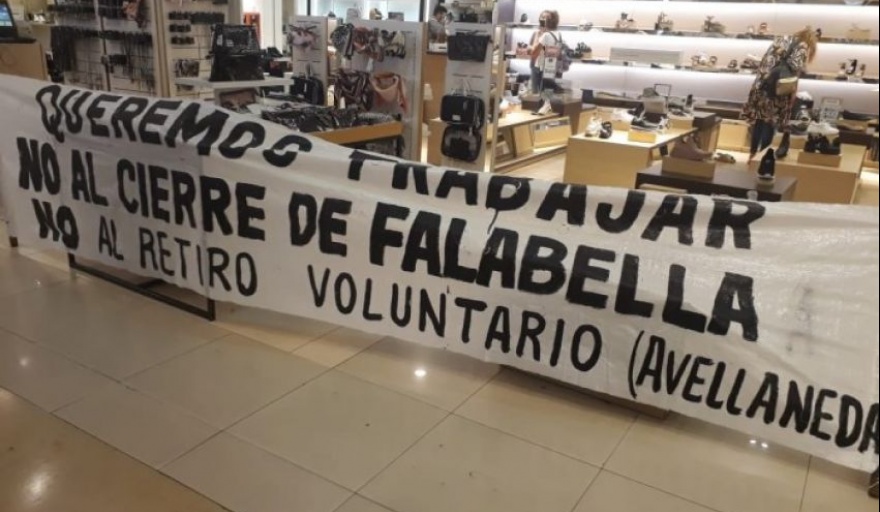 QUEREMOS TRABAJAR
NO AL CIERRE DE FALABELLA
NO AL RETIRO VOLUNTARIO (AVELLANEDA